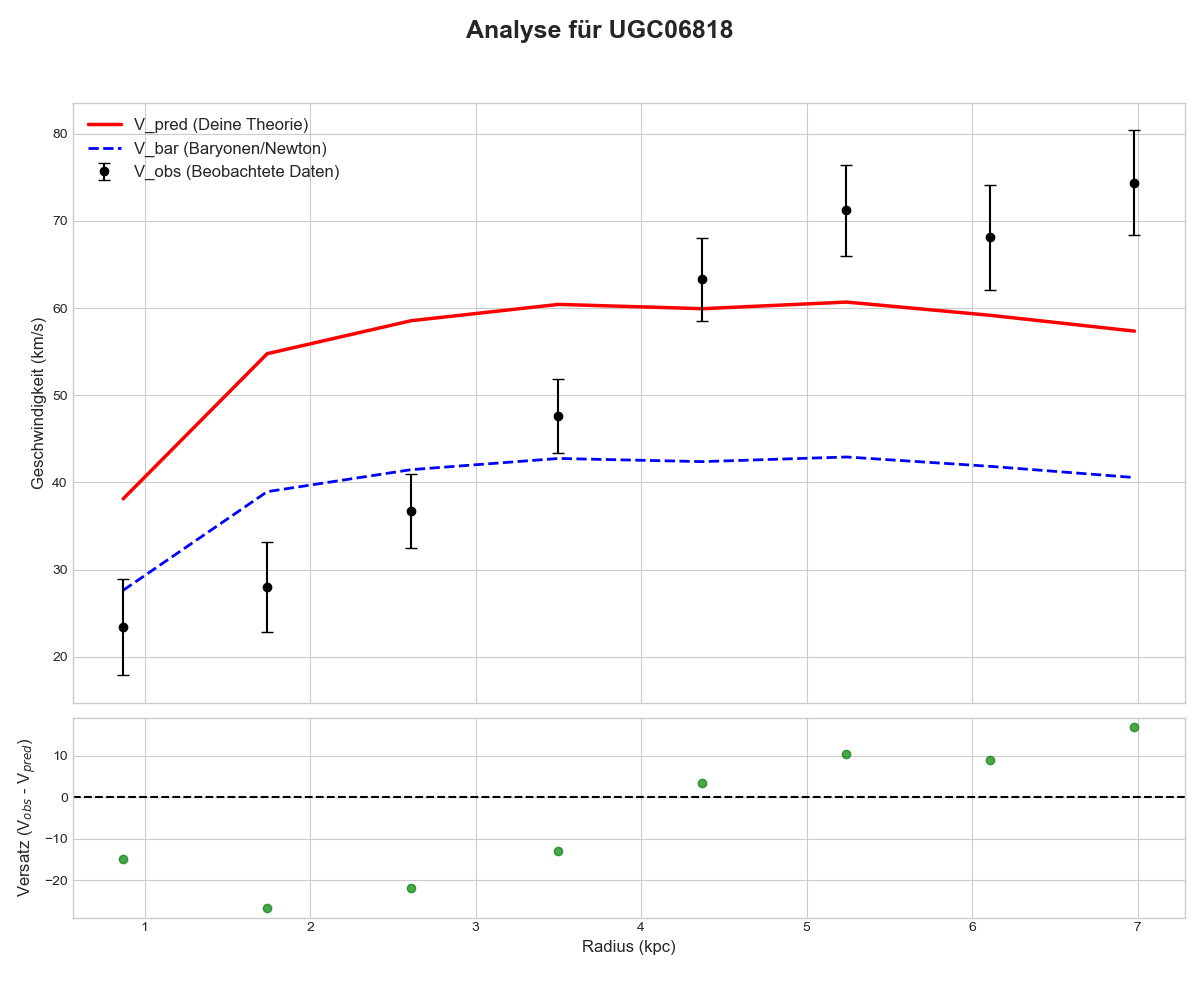 Analyse für UGC06818
V_pred (Deine Theorie)
V_bar (Baryonen/Newton)
V_obs (Beobachtete Daten)
Geschwindigkeit (km/s)
80
70
60
50
40
30
20
Versatz (V_obs - V_pred)
10
0
−10
−20
1 2 3 4 5 6 7
Radius (kpc)